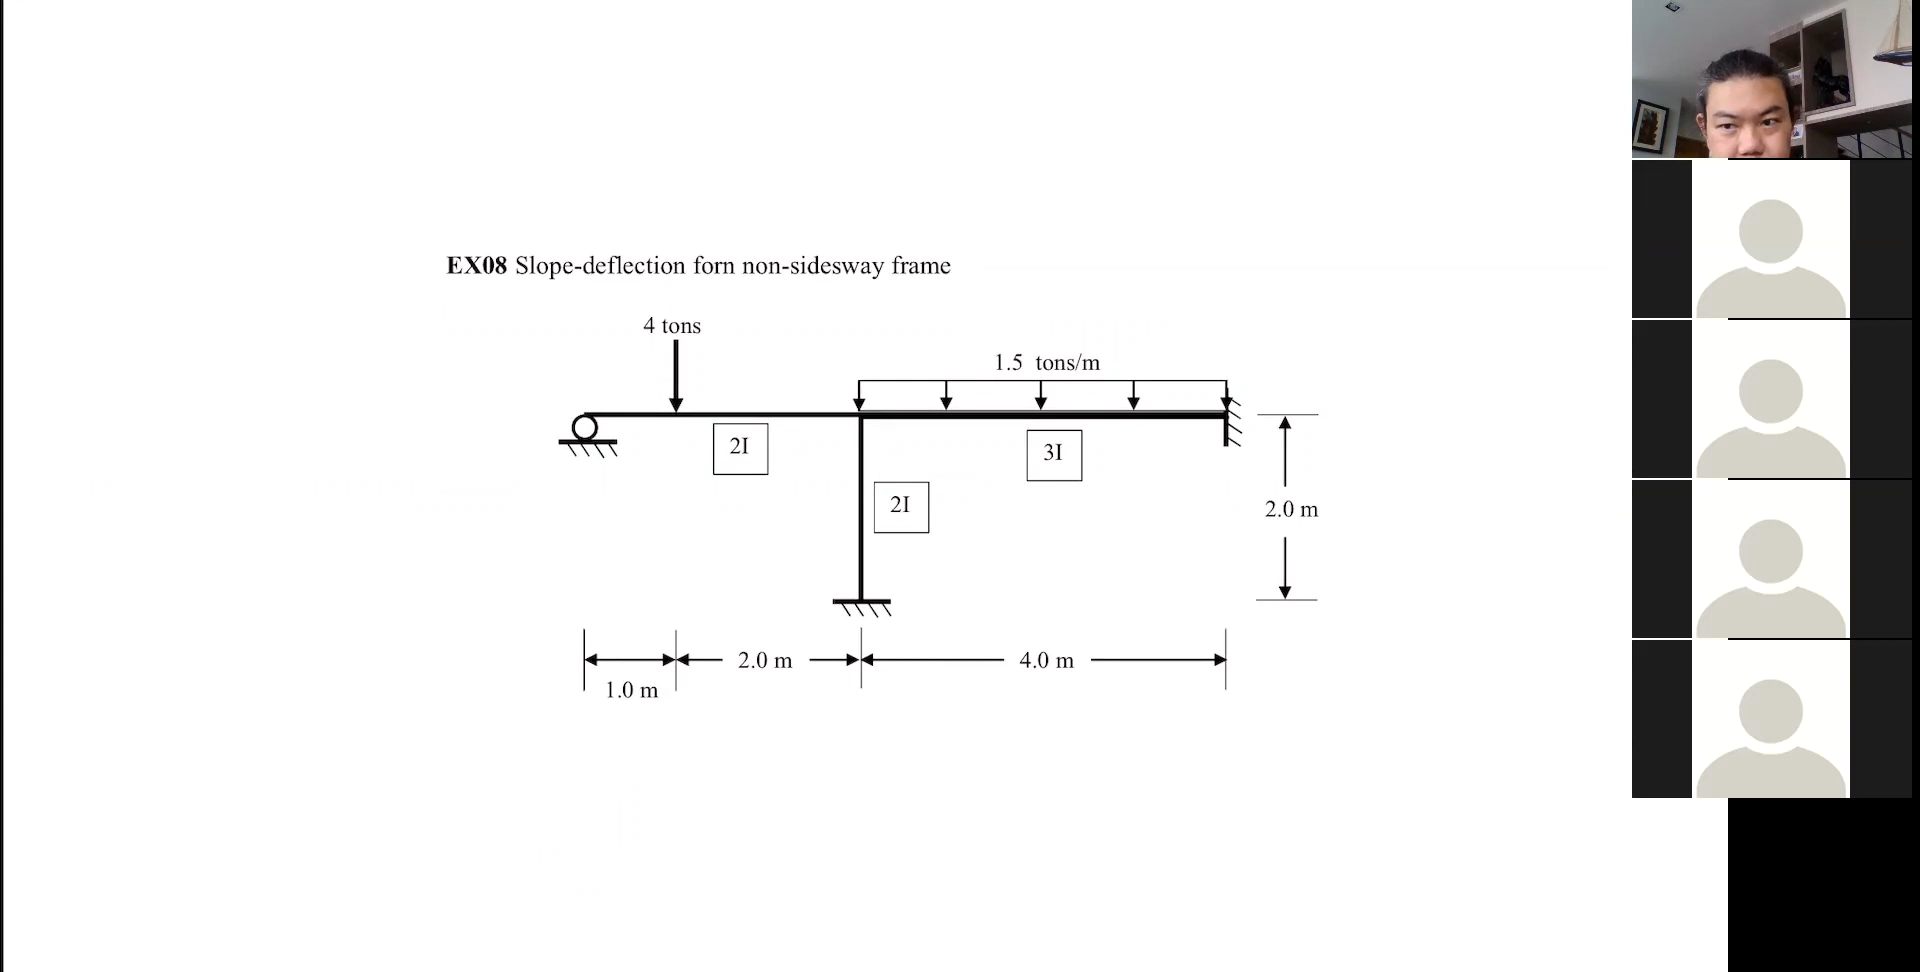 EX08 Slope-deflection forn non-sidesway frame
4 tons
1.5 tons/m
2I
3I
2I
2.0 m
2.0 m
4.0 m
1.0 m